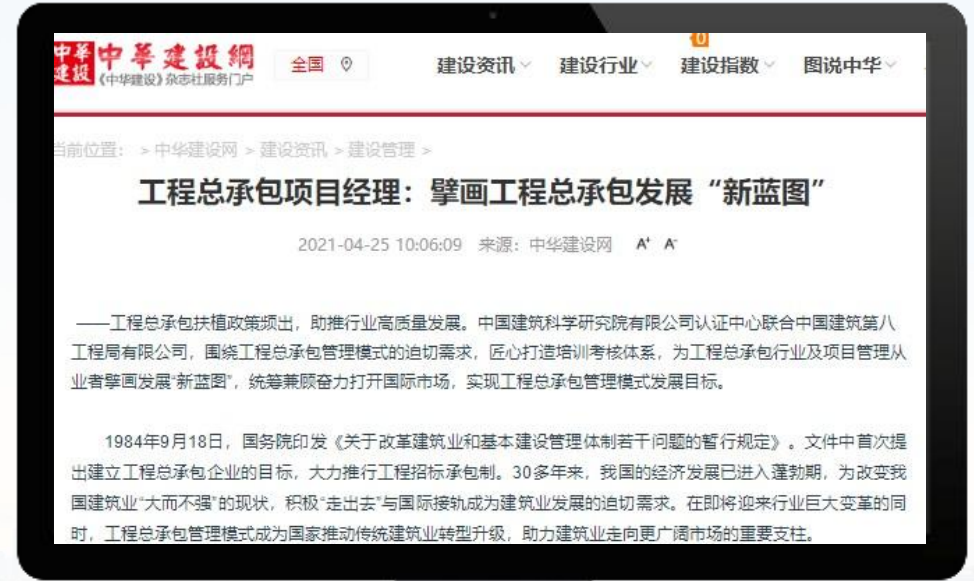 中华建设
中華建設網
《中华建设》杂志社服务门户
全国
0
建设资讯
建设行业
建设指数
图说中华
当前位置： > 中华建设网 > 建设资讯 > 建设管理 >
工程总承包项目经理：擘画工程总承包发展“新蓝图”
2021-04-25 10:06:09 来源：中华建设网 A+ A-
——工程总承包扶植政策频出，助推行业高质量发展。中国建筑科学研究院有限公司认证中心联合中国建筑第八
工程局有限公司，围绕工程总承包管理模式的迫切需求，匠心打造培训考核体系，为工程总承包行业及项目管理从
业者擘画发展“新蓝图”，统筹兼顾奋力打开国际市场，实现工程总承包管理模式发展目标。
1984年9月18日，国务院印发《关于改革建筑业和基本建设管理体制若干问题的暂行规定》。文件中首次提
出建立工程总承包企业的目标，大力推行工程招标承包制。30多年来，我国的经济发展已进入蓬勃期，为改变我
国建筑业“大而不强”的现状，积极“走出去”与国际接轨成为建筑业发展的迫切需求。在即将迎来行业巨大变革的同
时，工程总承包管理模式成为国家推动传统建筑业转型升级，助力建筑业走向更广阔市场的重要支柱。